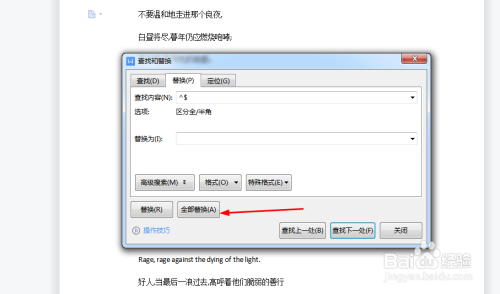 不要温和地走进那个良夜,
白昼将尽,暮年仍应燃烧咆哮;
查找和替换
查找(D) 替换(P) 定位(G)
查找内容(N): ^$
选项: 区分全/半角
替换为(I):
高级搜索(M) 格式(O) 特殊格式(E)
替换(R) 全部替换(A)
操作技巧 查找上一处(B) 查找下一处(F) 关闭
Rage, rage against the dying of the light.
好人,当最后一浪过去,高呼着他们脆弱的善行
Baidu 经验
jingyan.baidu.com